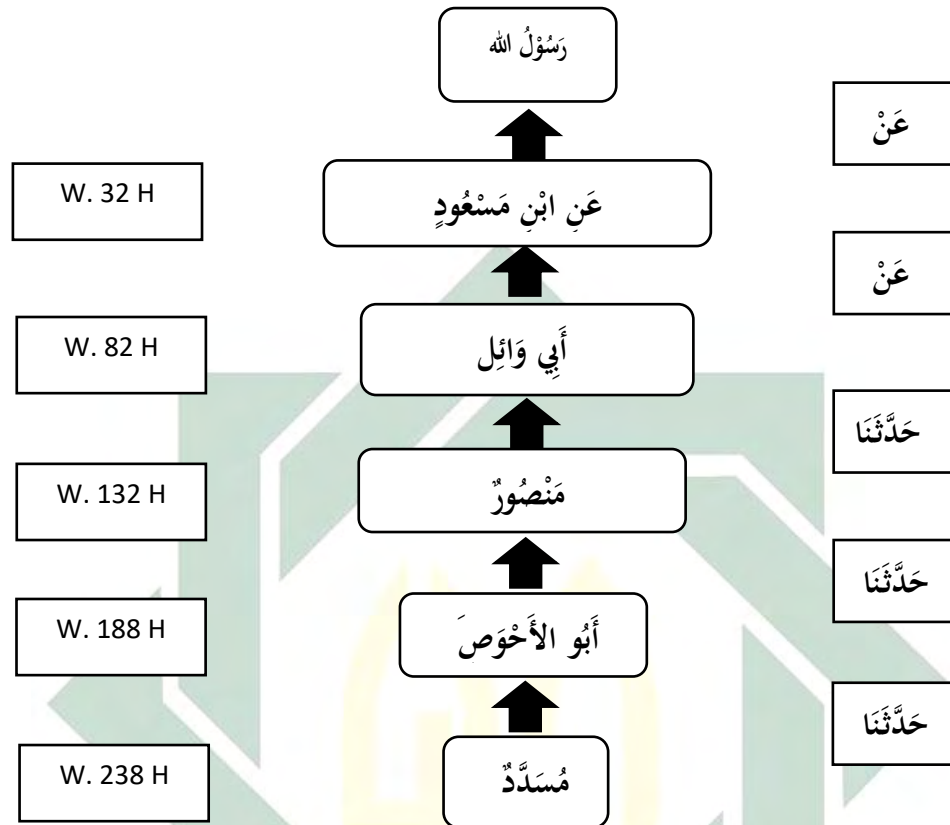 رَسُوْلُ الله
عَنْ
W. 32 H
عَنِ ابْنِ مَسْعُودٍ
عَنْ
W. 82 H
أَبِي وَائِل
حَدَّثَنَا
W. 132 H
مَنْصُورٌ
حَدَّثَنَا
W. 188 H
أَبُو الأَحْوَصَ
حَدَّثَنَا
W. 238 H
مُسَدَّدٌ